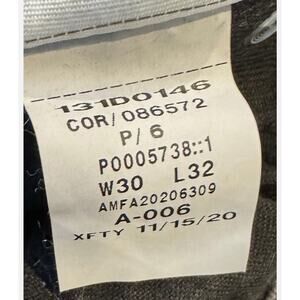 131D0146
COR/086572
P/6
P0005738::1
W30 L32
AMFA20206309
A-006
XFTY 11/15/20